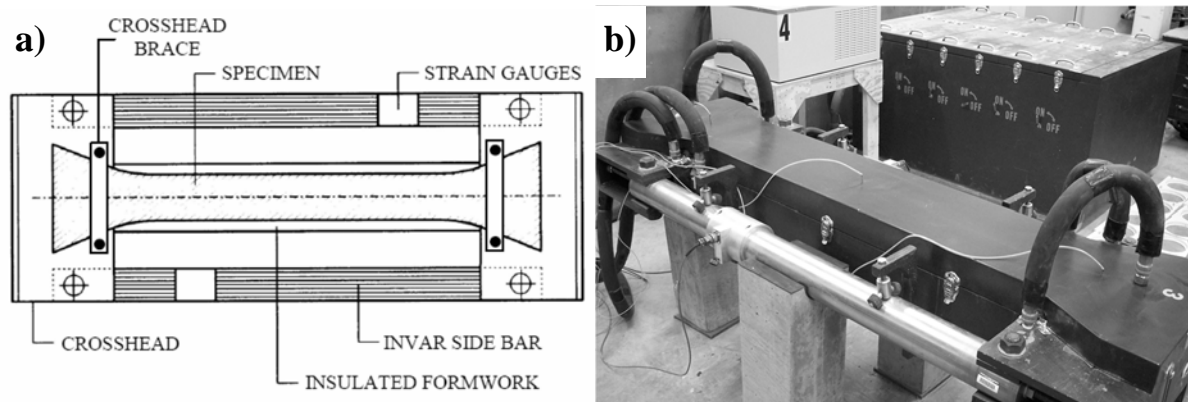 a)
CROSSHEAD
BRACE
SPECIMEN
STRAIN GAUGES
CROSSHEAD
INVAR SIDE BAR
INSULATED FORMWORK
b)
4
ON
OFF
ON
OFF
ON
OFF
ON
OFF
ON
OFF
3